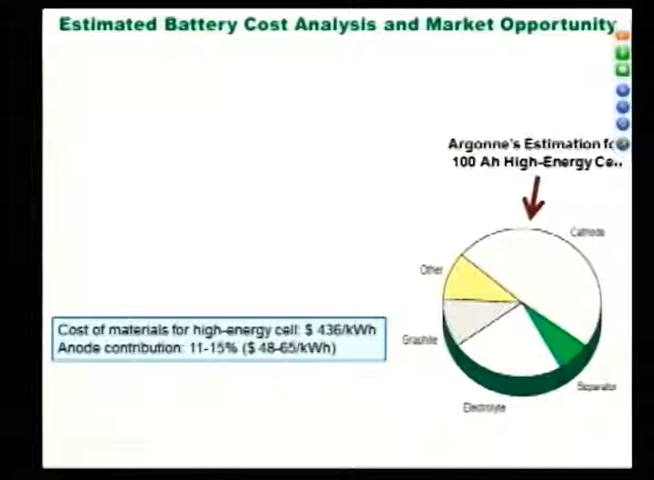 Estimated Battery Cost Analysis and Market Opportunity
Argonne's Estimation fo
100 Ah High-Energy Ce..
Cathode
Other
Cost of materials for high-energy cell: $ 436/kWh
Anode contribution: 11-15% ($ 48-65/kWh)
Graphite
Separator
Electrolyte